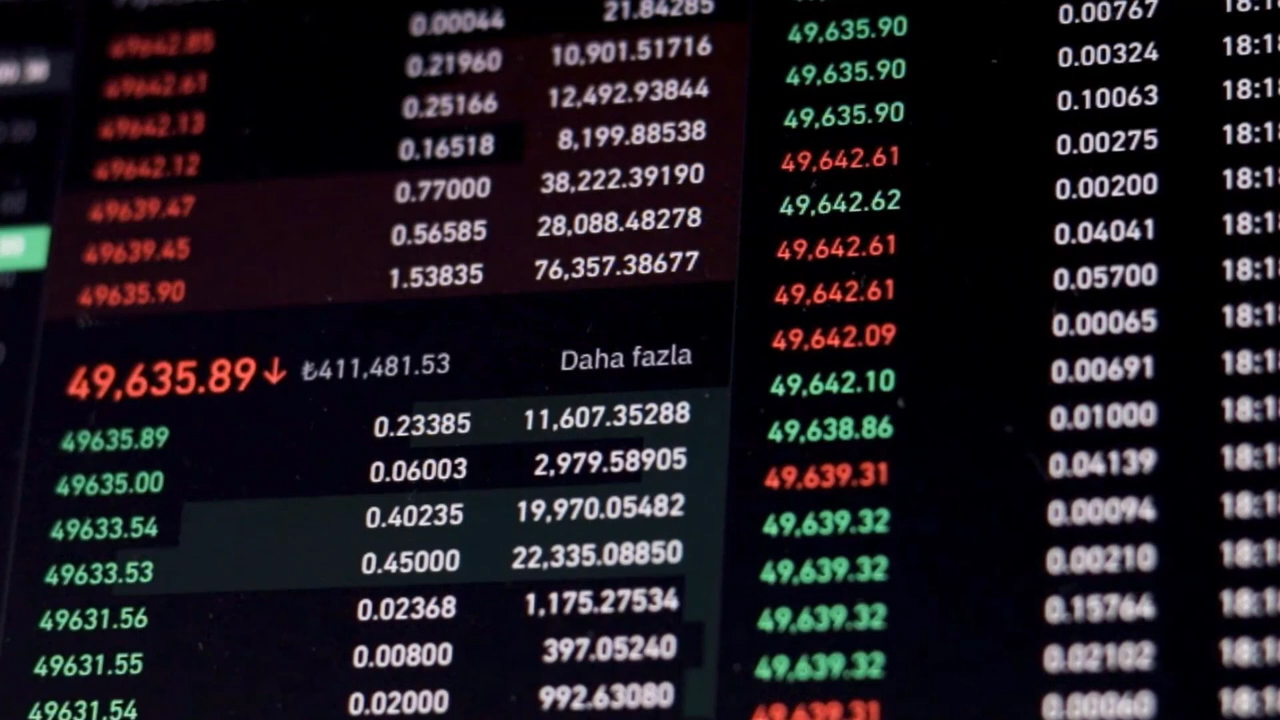 0.00044 21.84285
49642.85 0.21960 10,901.51716
49642.61 0.25166 12,492.93844
49642.13 0.16518 8,199.88538
49642.12 0.77000 38,222.39190
49639.47 0.56585 28,088.48278
49639.45 1.53835 76,357.38677
49635.90
49,635.89↓ ₺411,481.53 Daha fazla
49635.89 0.23385 11,607.35288
49635.00 0.06003 2,979.58905
49633.54 0.40235 19,970.05482
49633.53 0.45000 22,335.08850
49631.56 0.02368 1,175.27534
49631.55 0.00800 397.05240
49631.54 0.02000 992.63080
49,635.90 0.00767
49,635.90 0.00324
49,635.90 0.10063
49,642.61 0.00275
49,642.62 0.00200
49,642.61 0.04041
49,642.61 0.05700
49,642.09 0.00065
49,642.10 0.00691
49,638.86 0.01000
49,639.31 0.04139
49,639.32 0.00094
49,639.32 0.00210
49,639.32 0.15764
49,639.32 0.02102
49,639.31